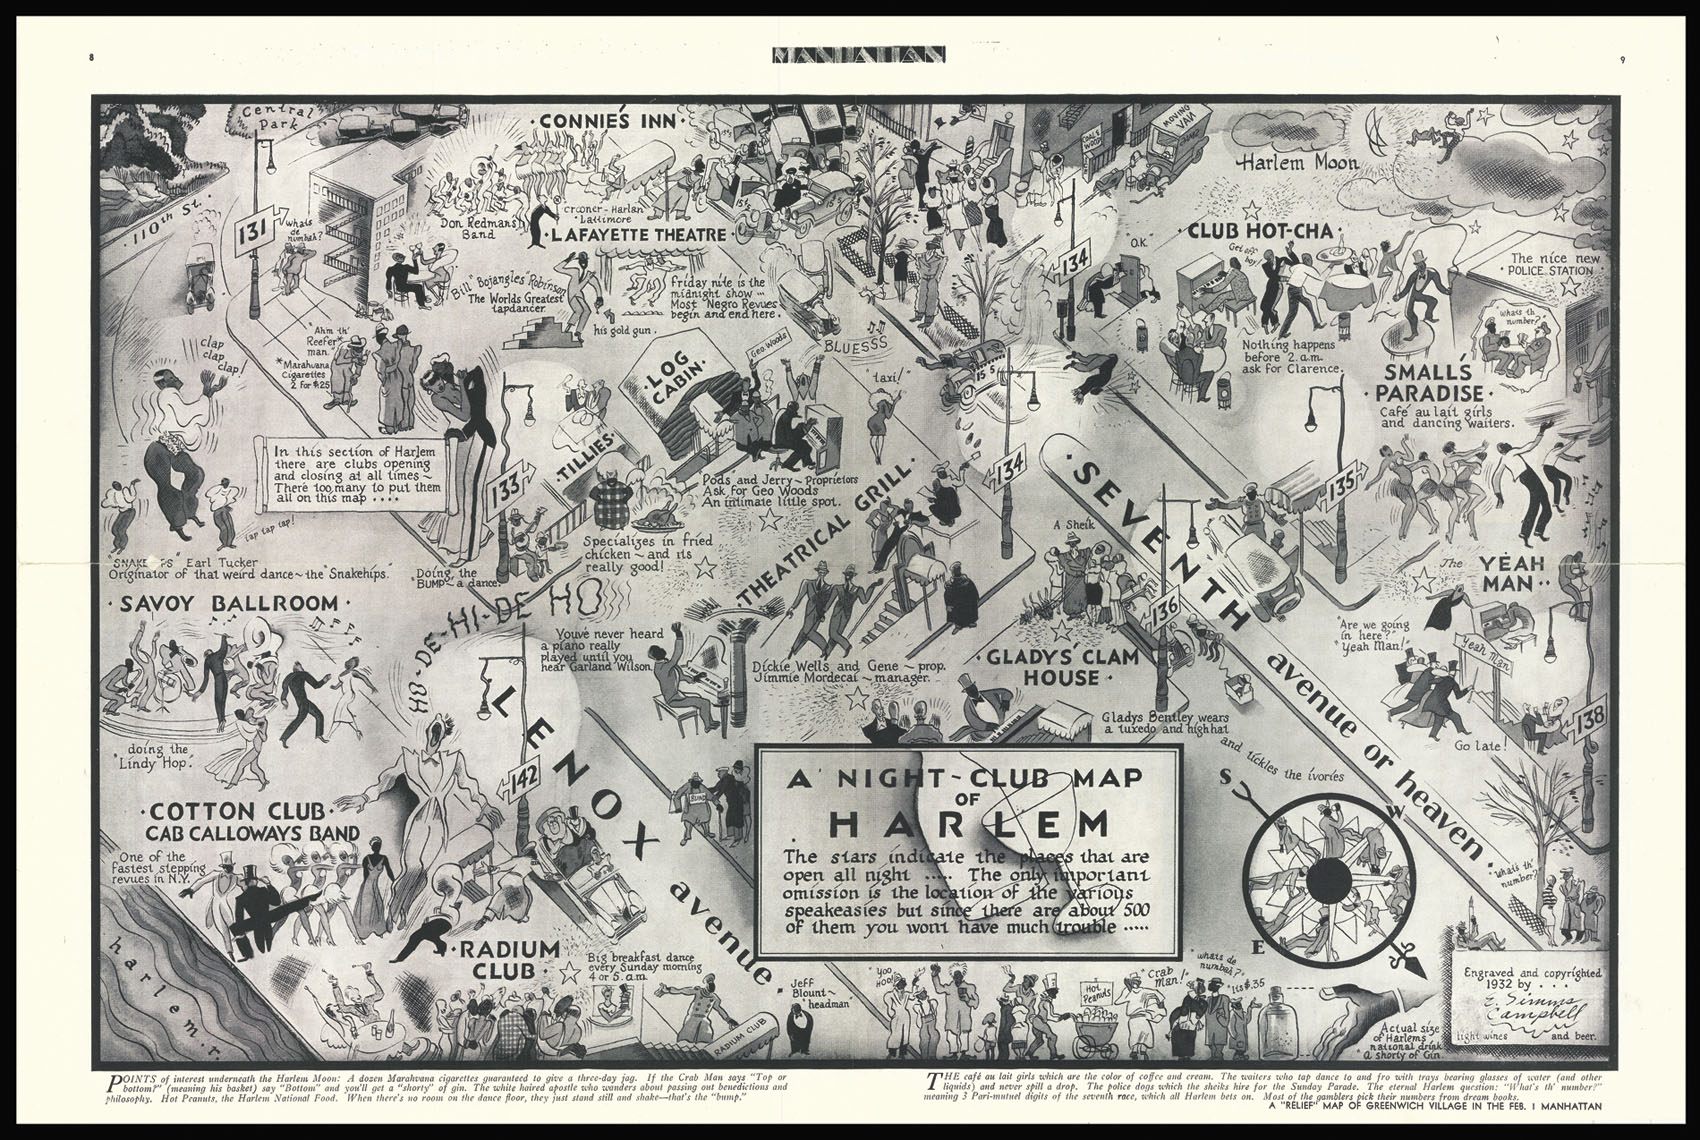 8
MANHATTAN
9
Central
Park
110th St.
131
"whats
de
numbah?"
CONNIE'S INN
Don Redmans
Band
crooner - Harlan
Lattimore
LAFAYETTE THEATRE
Bill "Bojangles" Robinson
The Worlds Greatest
tapdancer
his gold gun.
friday nite is the
midnight show ...
Most Negro Revues
begin and end here.
MOVING
VAN
Harlem Moon
134
"O.K.
CLUB HOT-CHA
Get off
boy!
Nothing happens
before 2. a.m.
ask for Clarence.
The nice new
POLICE STATION
"whats th'
number?"
SMALL'S
PARADISE
Café au lait girls
and dancing waiters.
clap
clap
clap!
"Ahm th'
Reefer
man."
"Marahuana
Cigarettes
2 for $.25
LOG
CABIN
Geo Woods
BLUESSS
"taxi!"
15¢
In this section of Harlem
there are clubs opening
and closing at all times ~
There too many to put them
all on this map ....
133
TILLIES
Pods and Jerry ~ Proprietors
Ask for Geo Woods
An intimate little spot.
134
135
SEVENTH
avenue or heaven
tap tap!
"SNAKE HIPS" Earl Tucker
Originator of that weird dance ~ the "Snakehips."
"Doing the
"BUMP" ~ a dance.
Specializes in fried
chicken ~ and its
really good!
THEATRICAL GRILL
A Sheik
The YEAH
MAN
SAVOY BALLROOM
HI-DE-HI-DE HO
Youve never heard
a piano really
played until you
hear Garland Wilson.
Dickie Wells and Gene ~ prop.
Jimmie Mordecai ~ manager.
GLADYS CLAM
HOUSE
136
"Are we going
in here?"
"Yeah Man!"
Yeah Man
138
Go late!
doing the
"Lindy Hop."
LENOX
avenue
142
Gladys Bentley wears
a tuxedo and high hat
and tickles the ivories
BLIND
COTTON CLUB
CAB CALLOWAYS BAND
One of the
fastest stepping
revues in N.Y.
A NIGHT-CLUB MAP
OF
HARLEM
The stars indicate the places that are
open all night ..... The only important
omission is the location of the various
speakeasies but since there are about 500
of them you wont have much trouble .....
S
W
E
"whats th'
number?"
harlem. r.
RADIUM
CLUB
Big breakfast dance
every Sunday morning
4 or 5. a.m.
RADIUM CLUB
Jeff
Blount ~
"headman"
"Yoo
Hoo!"
Hot
Peanuts
"Crab
Man!"
"whats de
numbah?"
"Its $.35
Actual size
of Harlems
national drink
"a shorty of Gin
Engraved and copyrighted
1932 by . . .
E. Simms
Campbell
light wines and beer.
POINTS of interest underneath the Harlem Moon: A dozen Marahvana cigarettes guaranteed to give a three-day jag. If the Crab Man says "Top or
bottom?" (meaning his basket) say "Bottom" and you'll get a "shorty" of gin. The white haired apostle who wanders about passing out benedictions and
philosophy. Hot Peanuts, the Harlem National Food. When there's no room on the dance floor, they just stand still and shake—that's the "bump."
THE café au lait girls which are the color of coffee and cream. The waiters who tap dance to and fro with trays bearing glasses of water (and other
liquids) and never spill a drop. The police dogs which the sheiks hire for the Sunday Parade. The eternal Harlem question: "What's th' number?"
meaning 3 Pari-mutuel digits of the seventh race, which all Harlem bets on. Most of the gamblers pick their numbers from dream books.
A "RELIEF" MAP OF GREENWICH VILLAGE IN THE FEB. 1 MANHATTAN